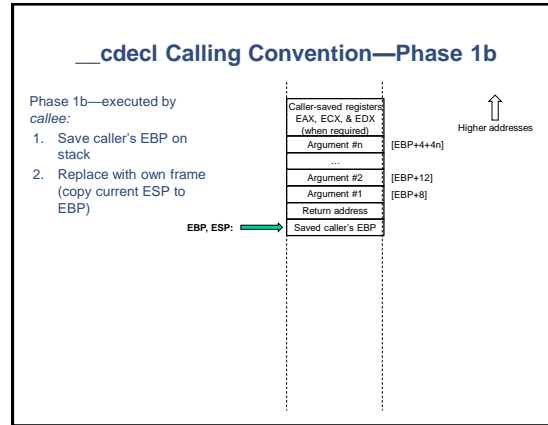 __cdecl Calling Convention—Phase 1b
Phase 1b—executed by
callee:
1. Save caller's EBP on
stack
2. Replace with own frame
(copy current ESP to
EBP)
Caller-saved registers
EAX, ECX, & EDX
(when required)
Argument #n [EBP+4+4n]
…
Argument #2 [EBP+12]
Argument #1 [EBP+8]
Return address
EBP, ESP: Saved caller's EBP
Higher addresses